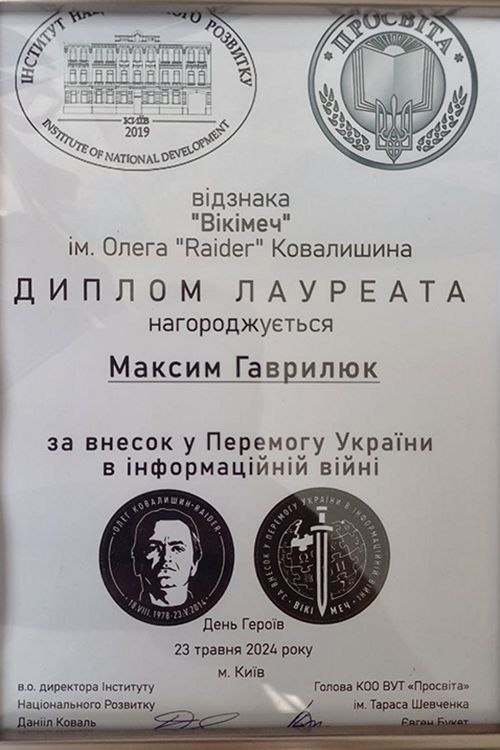 ІНСТИТУТ НАЦІОНАЛЬНОГО РОЗВИТКУ
КИЇВ
2019
INSTITUTE OF NATIONAL DEVELOPMENT
ПРОСВІТА
відзнака
"Вікімеч"
ім. Олега "Raider" Ковалишина
ДИПЛОМ ЛАУРЕАТА
нагороджується
Максим Гаврилюк
за внесок у Перемогу України
в інформаційній війні
ОЛЕГ КОВАЛИШИН•RAIDER
18.VIII.1978-23.V.2014
ЗА ВНЕСОК У ПЕРЕМОГУ УКРАЇНИ В ІНФОРМАЦІЙНІЙ ВІЙНІ
ВІКІ МЕЧ
День Героїв
23 травня 2024 року
м. Київ
в.о. директора Інституту
Національного Розвитку
Данііл Коваль
Голова КОО ВУТ «Просвіта»
ім. Тараса Шевченка
Євген Букет